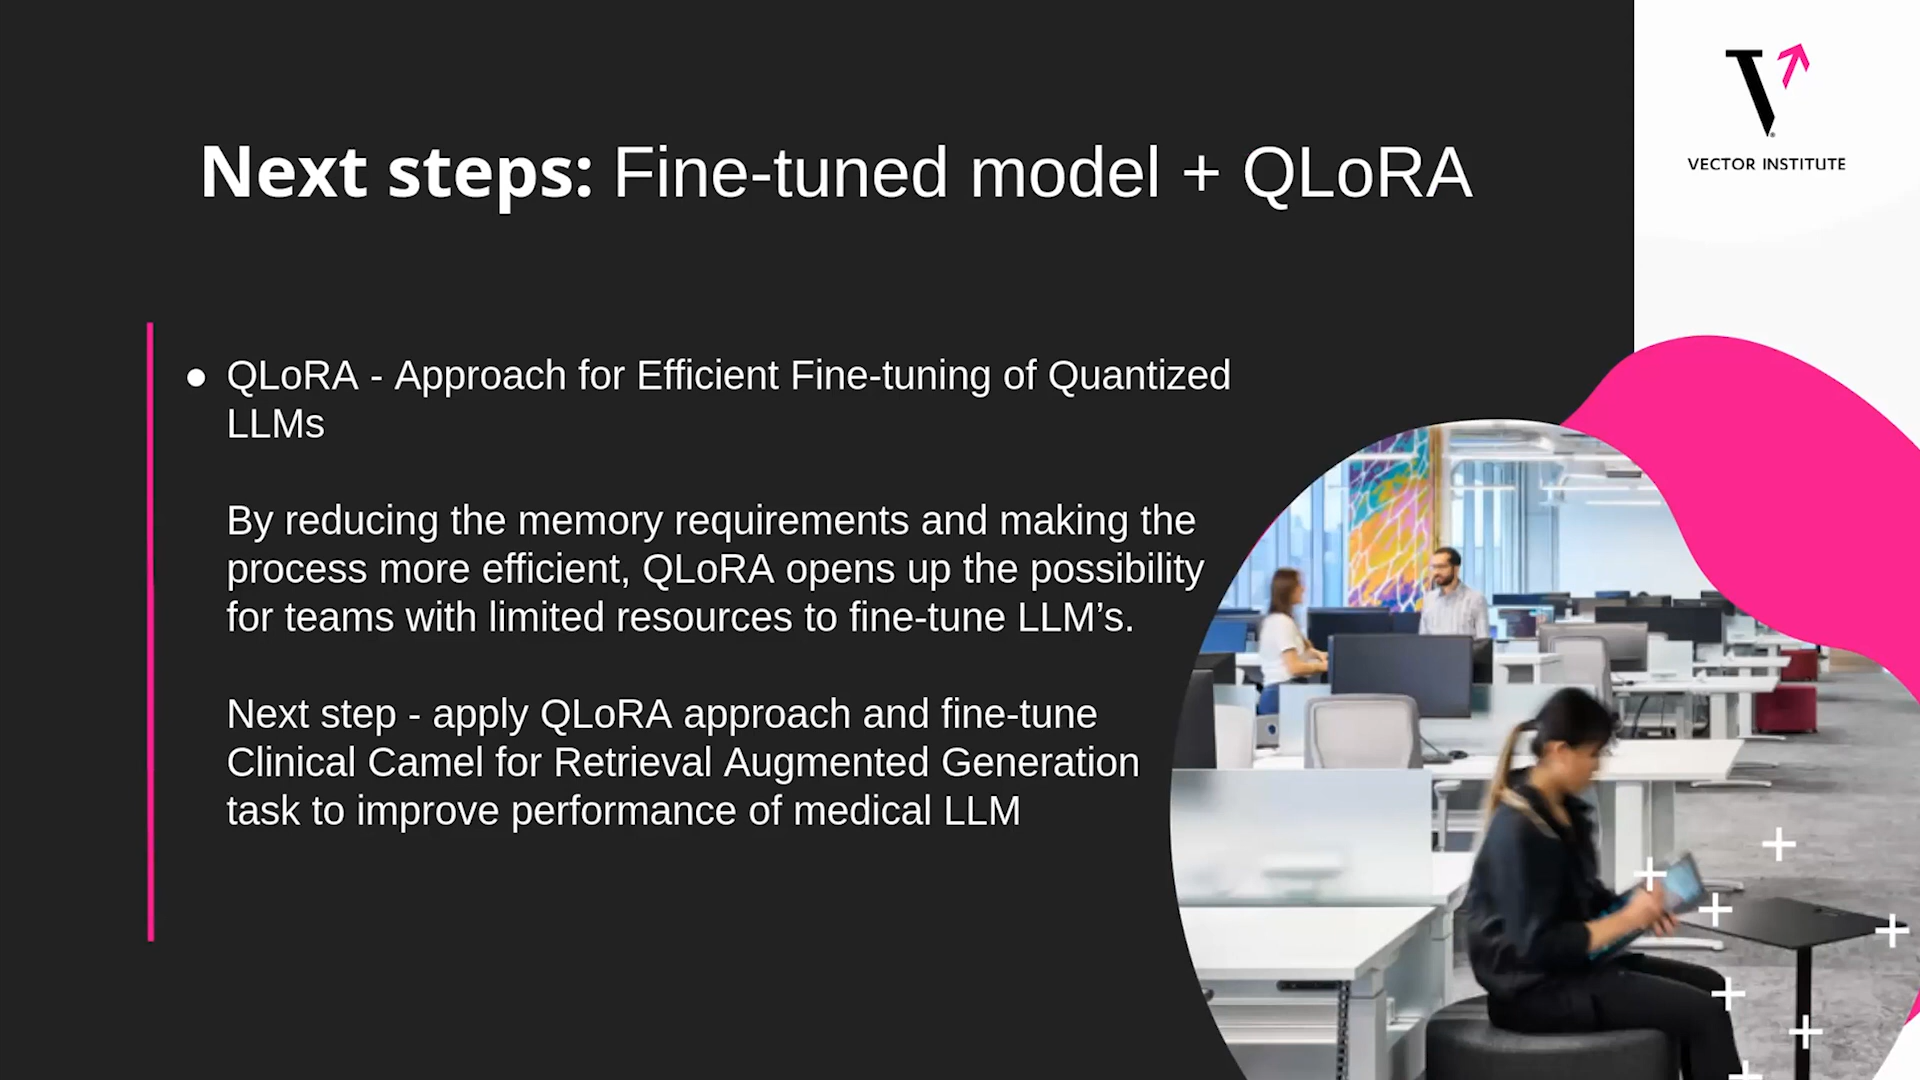 Next steps: Fine-tuned model + QLoRA
VECTOR INSTITUTE
● QLoRA - Approach for Efficient Fine-tuning of Quantized
LLMs
By reducing the memory requirements and making the
process more efficient, QLoRA opens up the possibility
for teams with limited resources to fine-tune LLM’s.
Next step - apply QLoRA approach and fine-tune
Clinical Camel for Retrieval Augmented Generation
task to improve performance of medical LLM